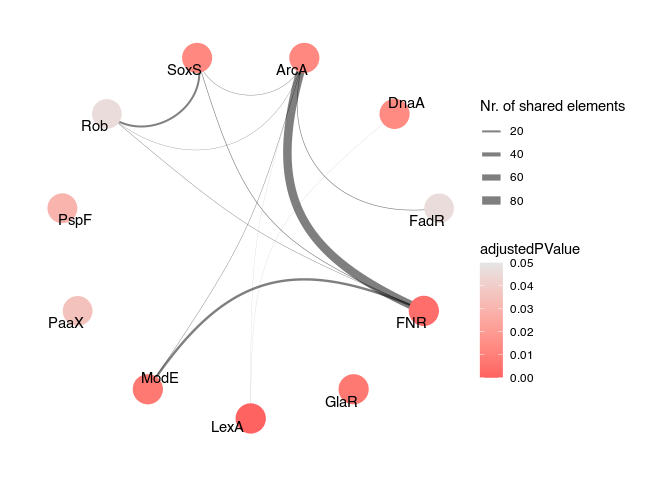 SoxS
ArcA
DnaA
Rob
PspF
FadR
PaaX
FNR
ModE
GlaR
LexA
Nr. of shared elements
20
40
60
80
adjustedPValue
0.05
0.04
0.03
0.02
0.01
0.00